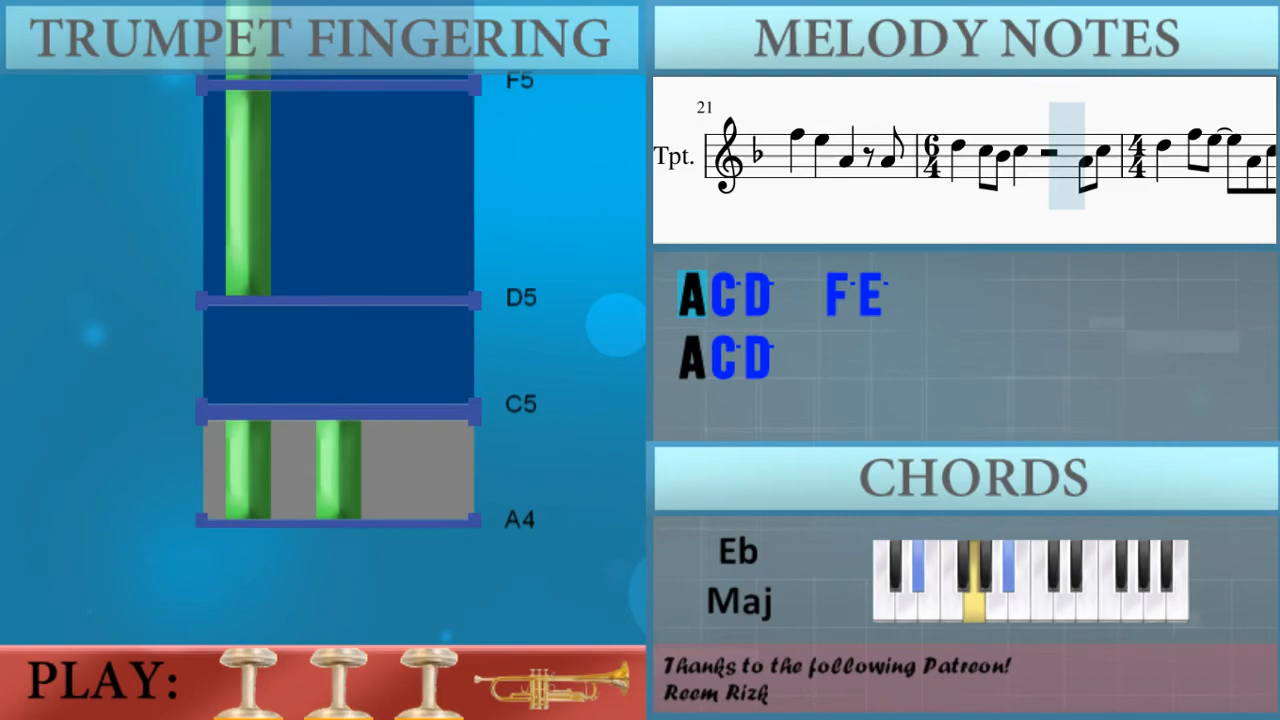 TRUMPET FINGERING
F5
D5
C5
A4
PLAY:
MELODY NOTES
21
Tpt.
6
4
4
4
A C D F E
A C D
CHORDS
Eb
Maj
Thanks to the following Patreon!
Reem Rizk